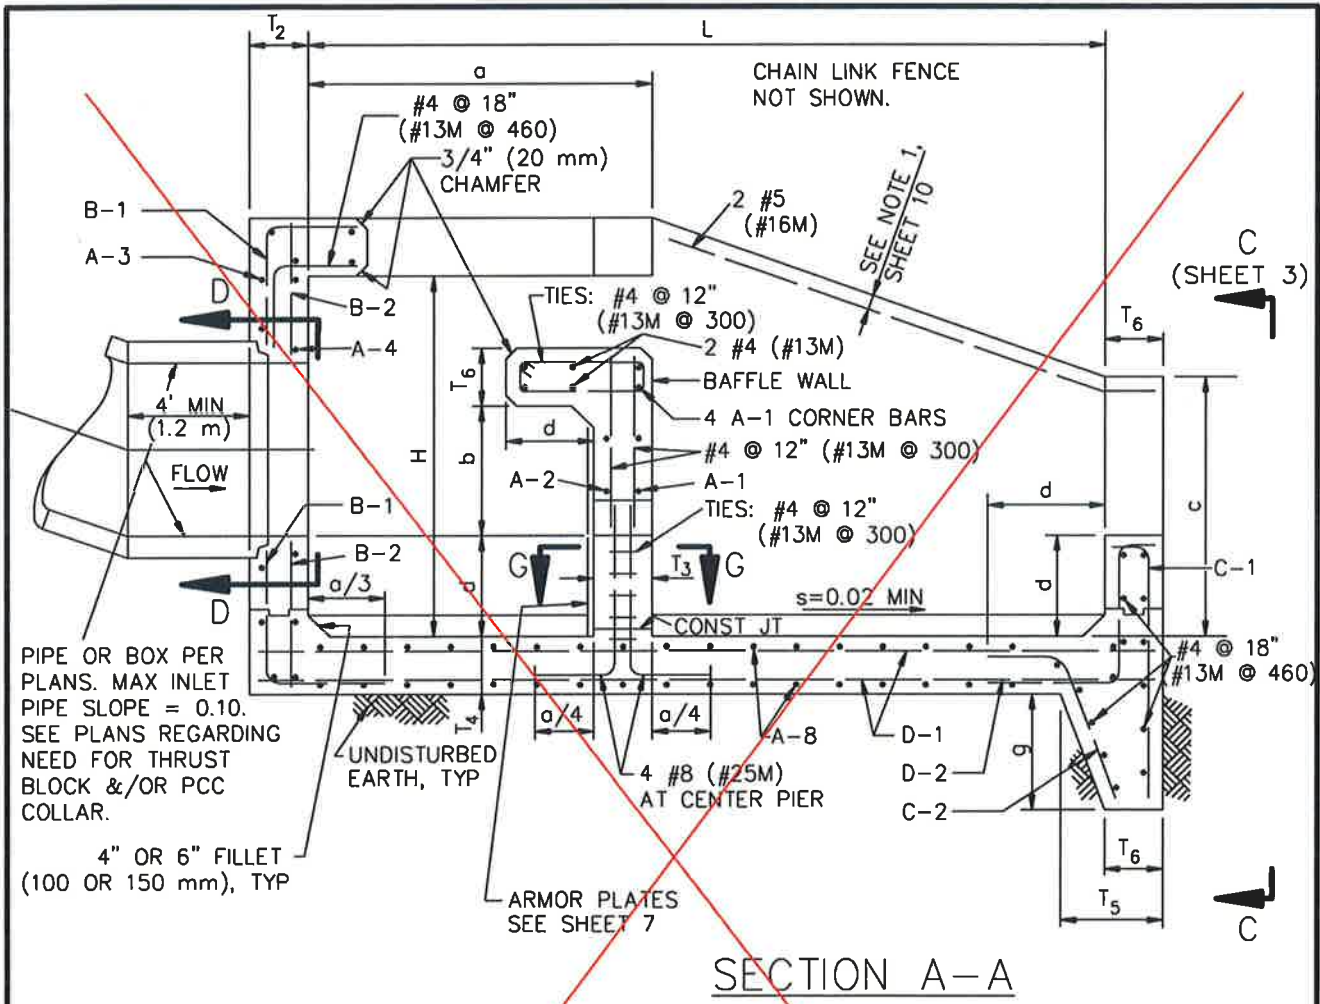 T2
L
a
CHAIN LINK FENCE
NOT SHOWN.
#4 @ 18"
(#13M @ 460)
3/4" (20 mm)
CHAMFER
B-1
A-3
D
B-2
A-4
2 #5
(#16M)
SEE NOTE 1,
SHEET 10
C
(SHEET 3)
T6
TIES: #4 @ 12"
(#13M @ 300)
2 #4 (#13M)
BAFFLE WALL
4 A-1 CORNER BARS
T6
4' MIN
(1.2 m)
FLOW
H
d
b
#4 @ 12" (#13M @ 300)
A-2
A-1
TIES: #4 @ 12"
(#13M @ 300)
d
c
B-1
B-2
D
a/3
d
G
T3
G
d
C-1
s=0.02 MIN
CONST JT
#4 @ 18"
(#13M @ 460)
PIPE OR BOX PER
PLANS. MAX INLET
PIPE SLOPE = 0.10.
SEE PLANS REGARDING
NEED FOR THRUST
BLOCK &/OR PCC
COLLAR.
T4
a/4
a/4
UNDISTURBED
EARTH, TYP
4 #8 (#25M)
AT CENTER PIER
A-8
D-1
D-2
C-2
g
4" OR 6" FILLET
(100 OR 150 mm), TYP
ARMOR PLATES
SEE SHEET 7
T6
T5
C
SECTION A-A